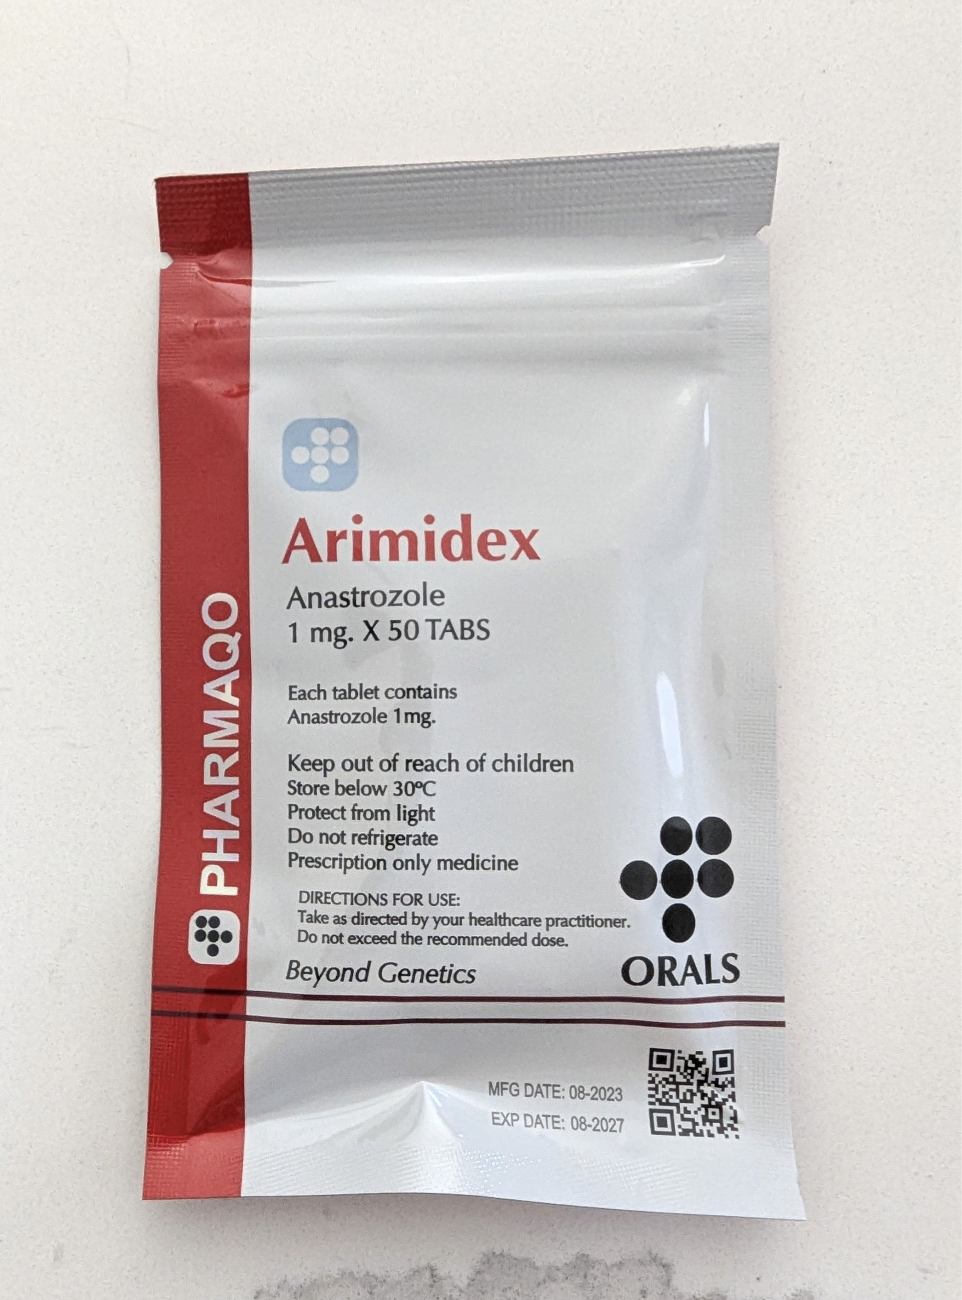 Arimidex
Anastrozole
1 mg. X 50 TABS
Each tablet contains
Anastrozole 1mg.
Keep out of reach of children
Store below 30ºC
Protect from light
Do not refrigerate
Prescription only medicine
DIRECTIONS FOR USE:
Take as directed by your healthcare practitioner.
Do not exceed the recommended dose.
Beyond Genetics
ORALS
PHARMAQO
MFG DATE: 08-2023
EXP DATE: 08-2027